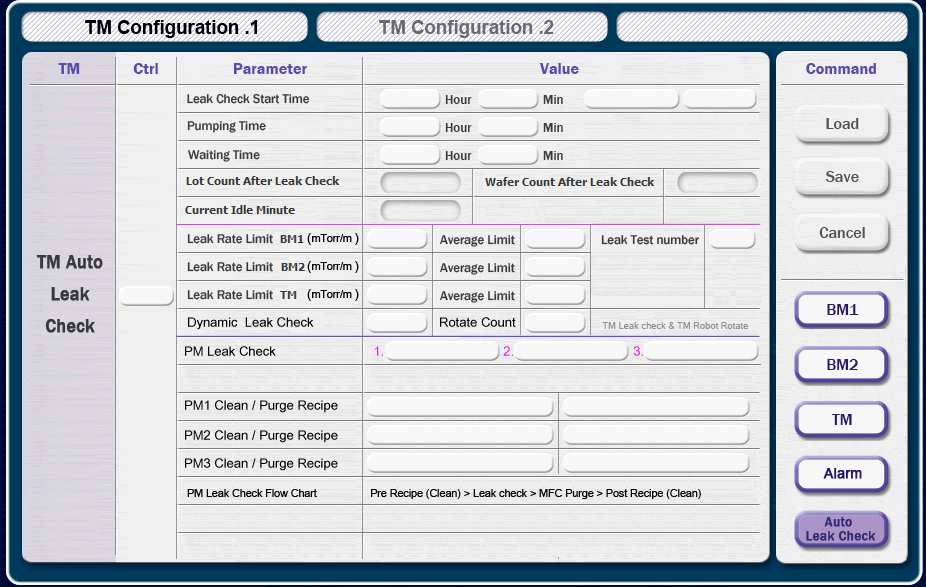 TM Configuration .1
TM Configuration .2
TM Ctrl Parameter Value Command
Leak Check Start Time Hour Min
Pumping Time Hour Min
Waiting Time Hour Min
Lot Count After Leak Check Wafer Count After Leak Check
Current Idle Minute
Leak Rate Limit BM1 (mTorr/m ) Average Limit Leak Test number
Leak Rate Limit BM2 (mTorr/m ) Average Limit
Leak Rate Limit TM (mTorr/m ) Average Limit
Dynamic Leak Check Rotate Count TM Leak check & TM Robot Rotate
PM Leak Check 1. 2. 3.
PM1 Clean / Purge Recipe
PM2 Clean / Purge Recipe
PM3 Clean / Purge Recipe
PM Leak Check Flow Chart Pre Recipe (Clean) > Leak check > MFC Purge > Post Recipe (Clean)
TM Auto
Leak
Check
Load
Save
Cancel
BM1
BM2
TM
Alarm
Auto
Leak Check